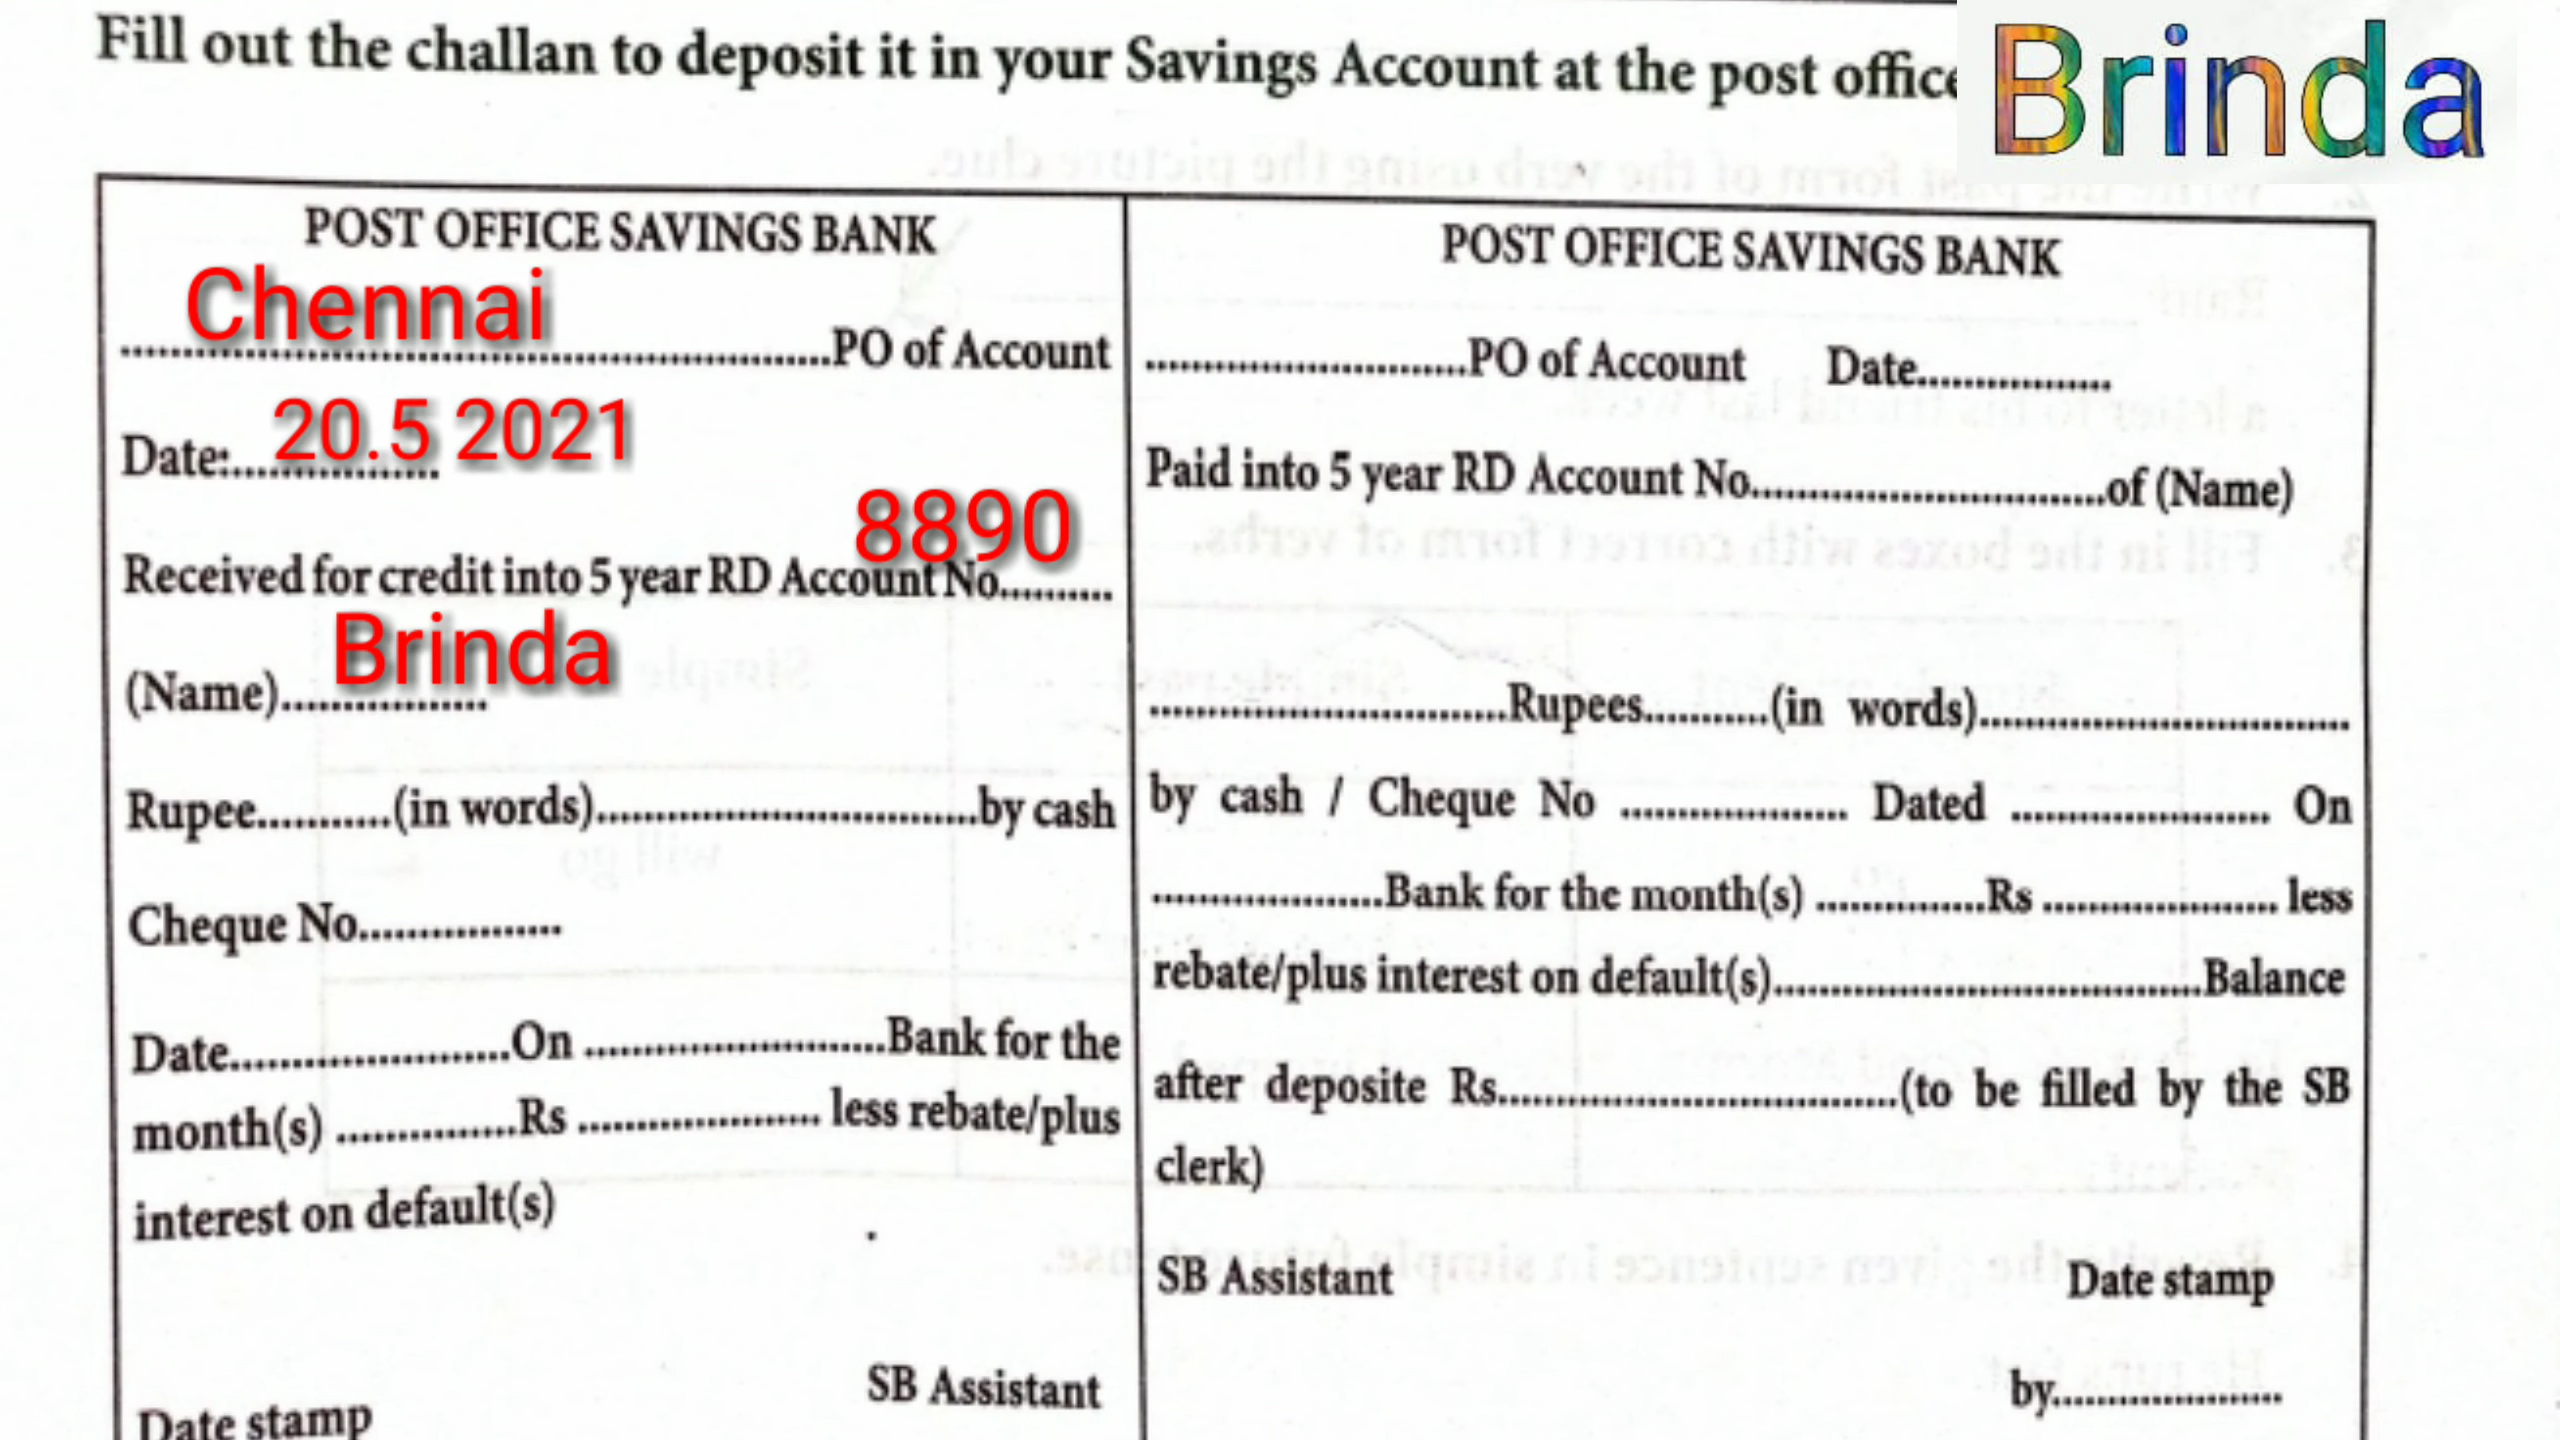 Fill out the challan to deposit it in your Savings Account at the post office
Brinda
POST OFFICE SAVINGS BANK
Chennai
....................PO of Account
20.5 2021
Date:....................
8890
Received for credit into 5 year RD Account No..........
Brinda
(Name)....................
Rupee...........(in words)....................by cash
Cheque No....................
Date....................On ....................Bank for the
month(s) ...............Rs .................... less rebate/plus
interest on default(s)
SB Assistant
Date stamp
POST OFFICE SAVINGS BANK
....................PO of Account Date.................
Paid into 5 year RD Account No....................of (Name)
....................Rupees...........(in words)....................
by cash / Cheque No .................... Dated .................... On
....................Bank for the month(s) ...............Rs .................... less
rebate/plus interest on default(s)....................Balance
after deposite Rs....................(to be filled by the SB
clerk)
SB Assistant Date stamp
by....................